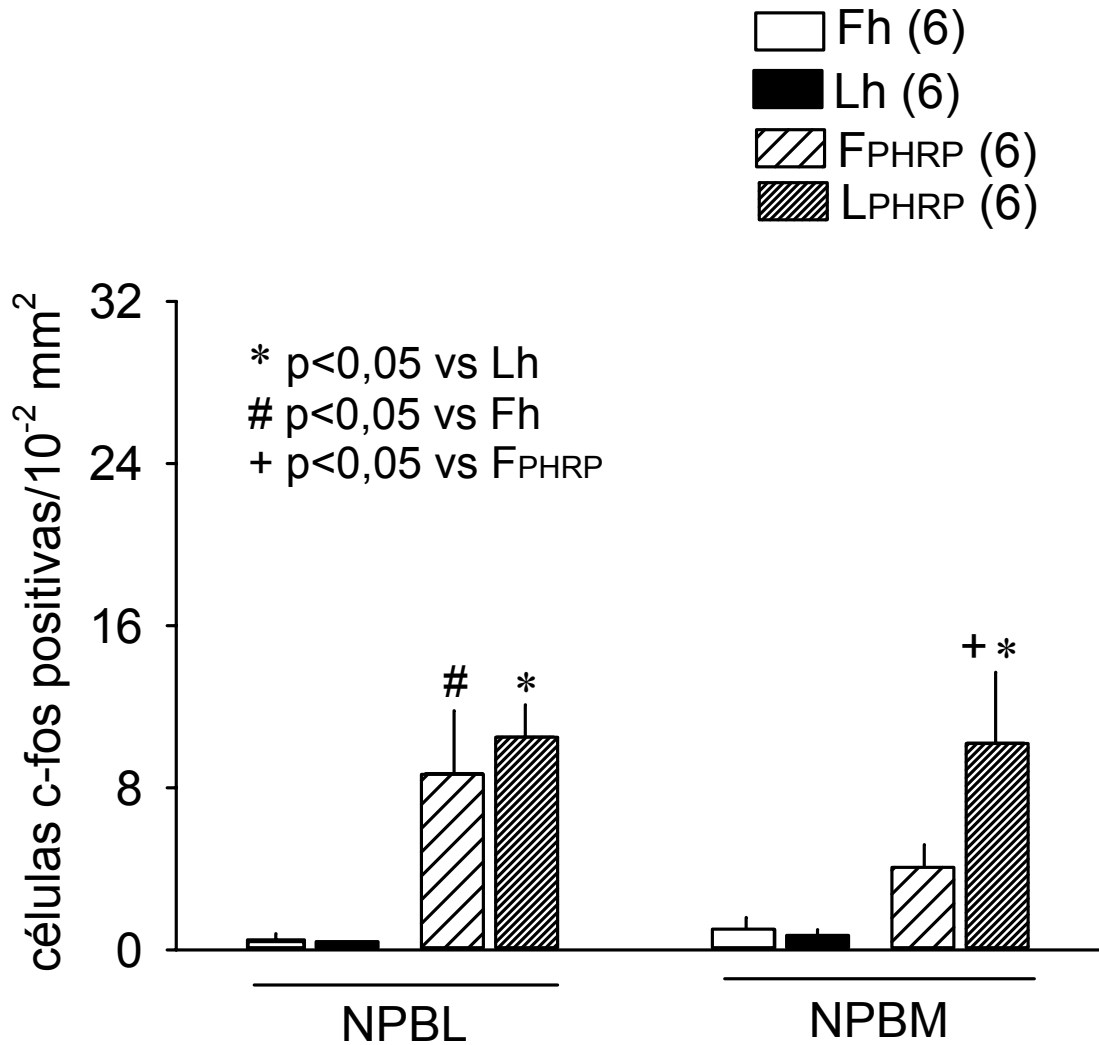 Fh (6)
Lh (6)
FPHRP (6)
LPHRP (6)
células c-fos positivas/10⁻² mm²
32
24
16
8
0
* p<0,05 vs Lh
# p<0,05 vs Fh
+ p<0,05 vs FPHRP
# *
+ *
NPBL NPBM